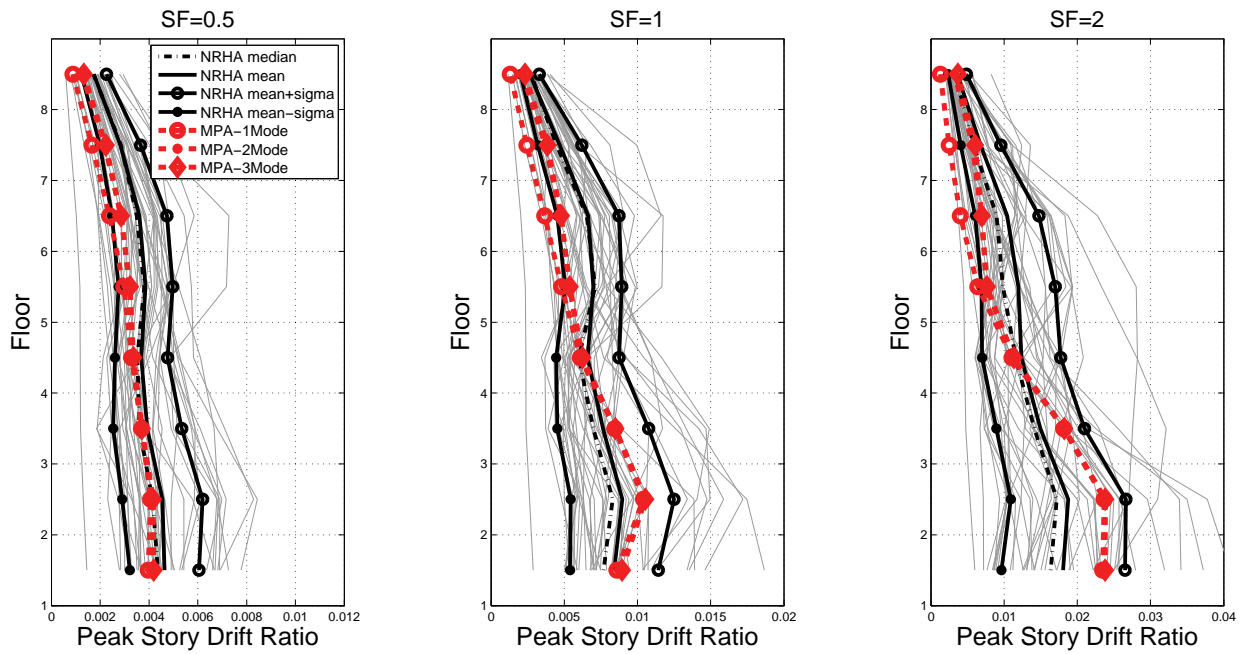 SF=0.5
SF=1
SF=2
NRHA median
NRHA mean
NRHA mean+sigma
NRHA mean−sigma
MPA−1Mode
MPA−2Mode
MPA−3Mode
8
7
6
5
4
3
2
1
Floor
0 0.002 0.004 0.006 0.008 0.01 0.012
Peak Story Drift Ratio
8
7
6
5
4
3
2
1
Floor
0 0.005 0.01 0.015 0.02
Peak Story Drift Ratio
8
7
6
5
4
3
2
1
Floor
0 0.01 0.02 0.03 0.04
Peak Story Drift Ratio